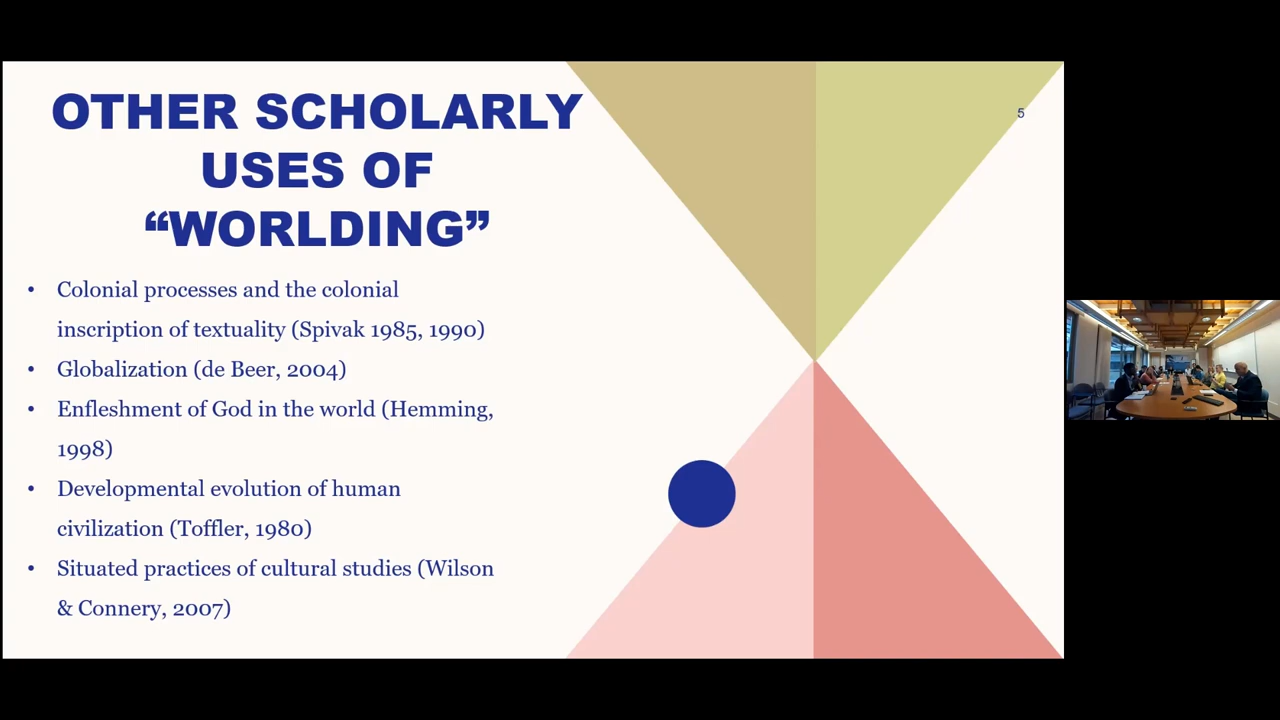 OTHER SCHOLARLY
USES OF
“WORLDING”
5
• Colonial processes and the colonial
inscription of textuality (Spivak 1985, 1990)
• Globalization (de Beer, 2004)
• Enfleshment of God in the world (Hemming,
1998)
• Developmental evolution of human
civilization (Toffler, 1980)
• Situated practices of cultural studies (Wilson
& Connery, 2007)